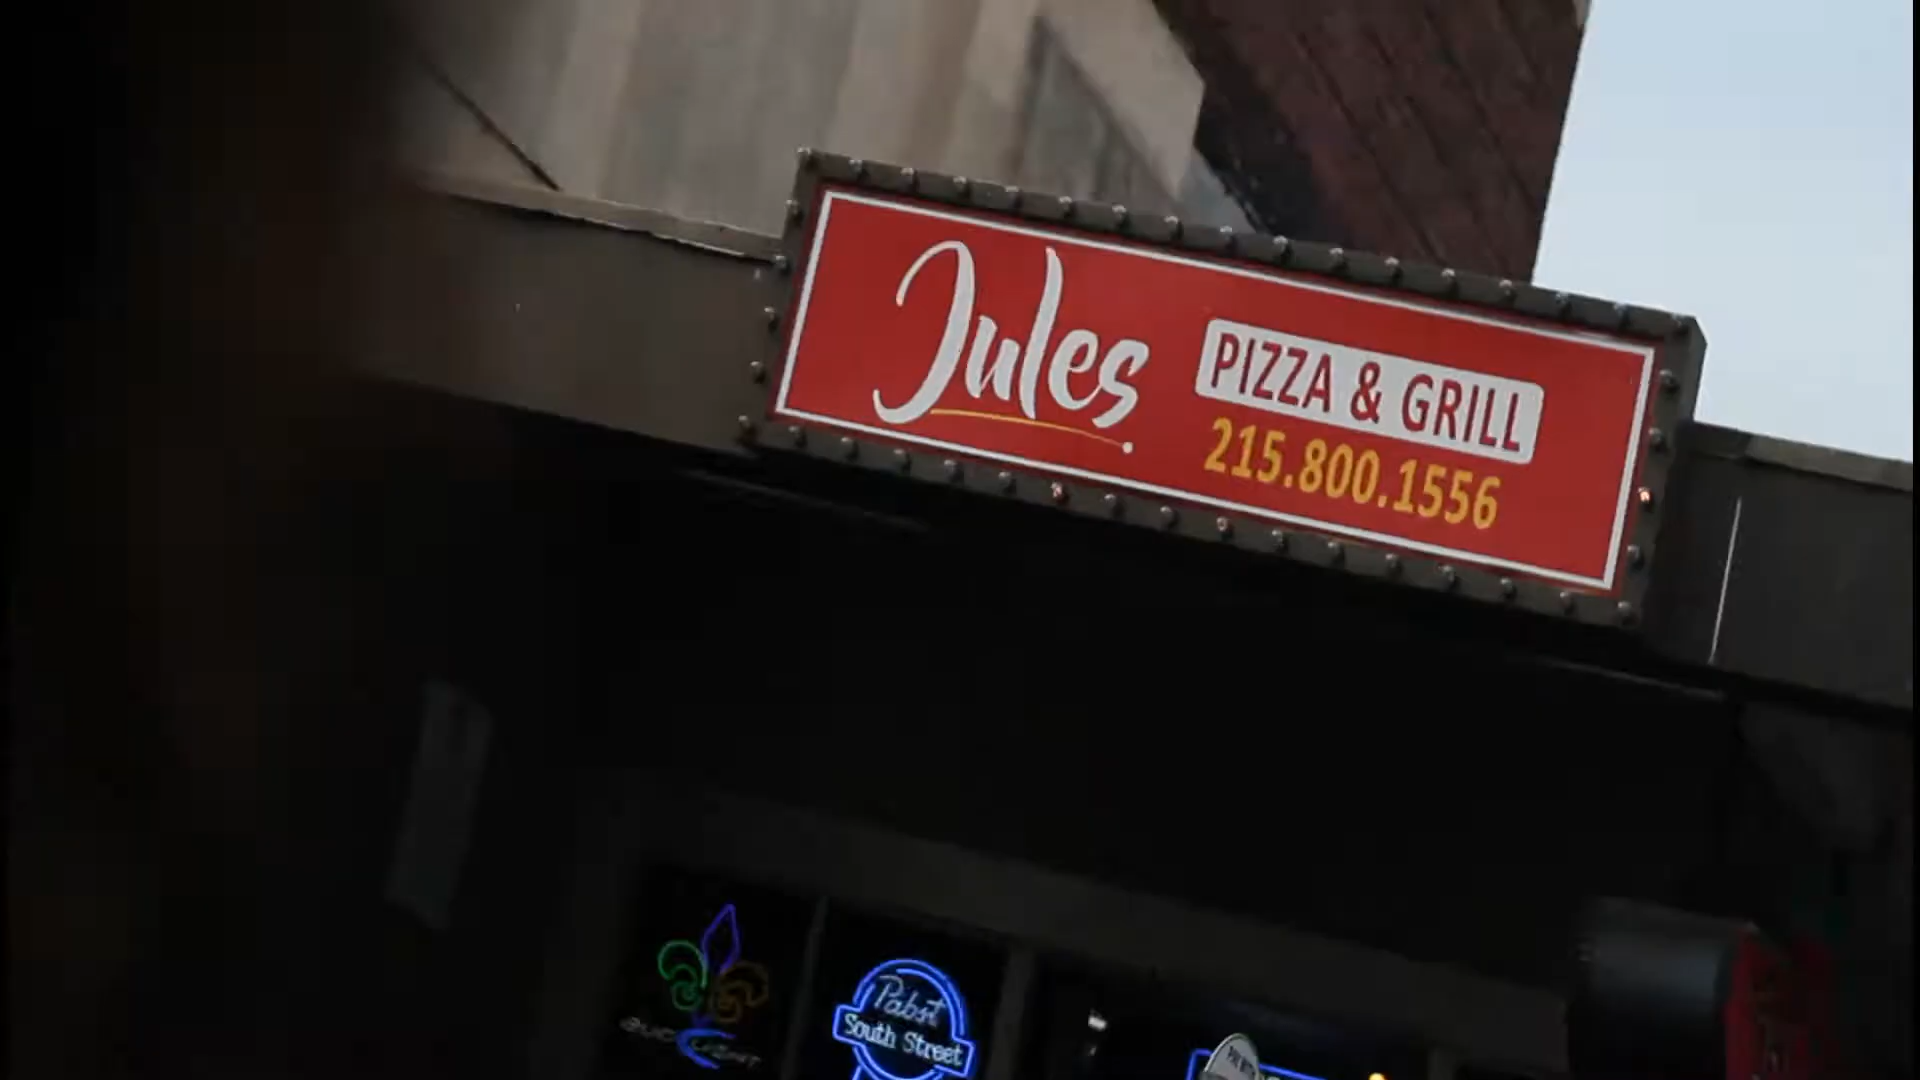 Jules
PIZZA & GRILL
215.800.1556
Pabst
South Street